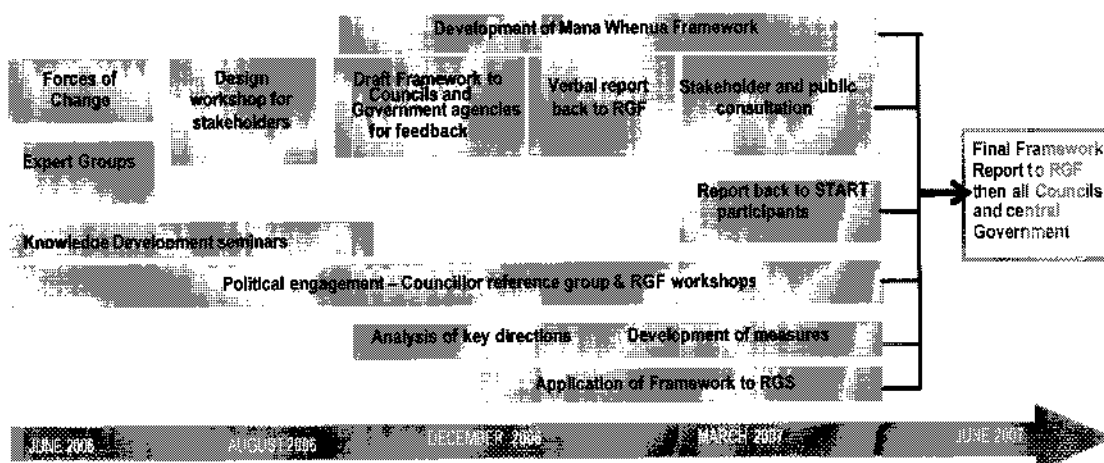 Development of Mana Whenua Framework
Forces of
Change
Design
workshop for
stakeholders
Draft Framework to
Councils and
Government agencies
for feedback
Verbal report
back to RGF
Stakeholder and public
consultation
Expert Groups
Final Framework
Report to RGF
then all Councils
and central
Government
Report back to START
participants
Knowledge Development seminars
Political engagement – Councillor reference group & RGF workshops
Analysis of key directions
Development of measures
Application of Framework to RGS
JUNE 2006
AUGUST 2006
DECEMBER 2006
MARCH 2007
JUNE 2007